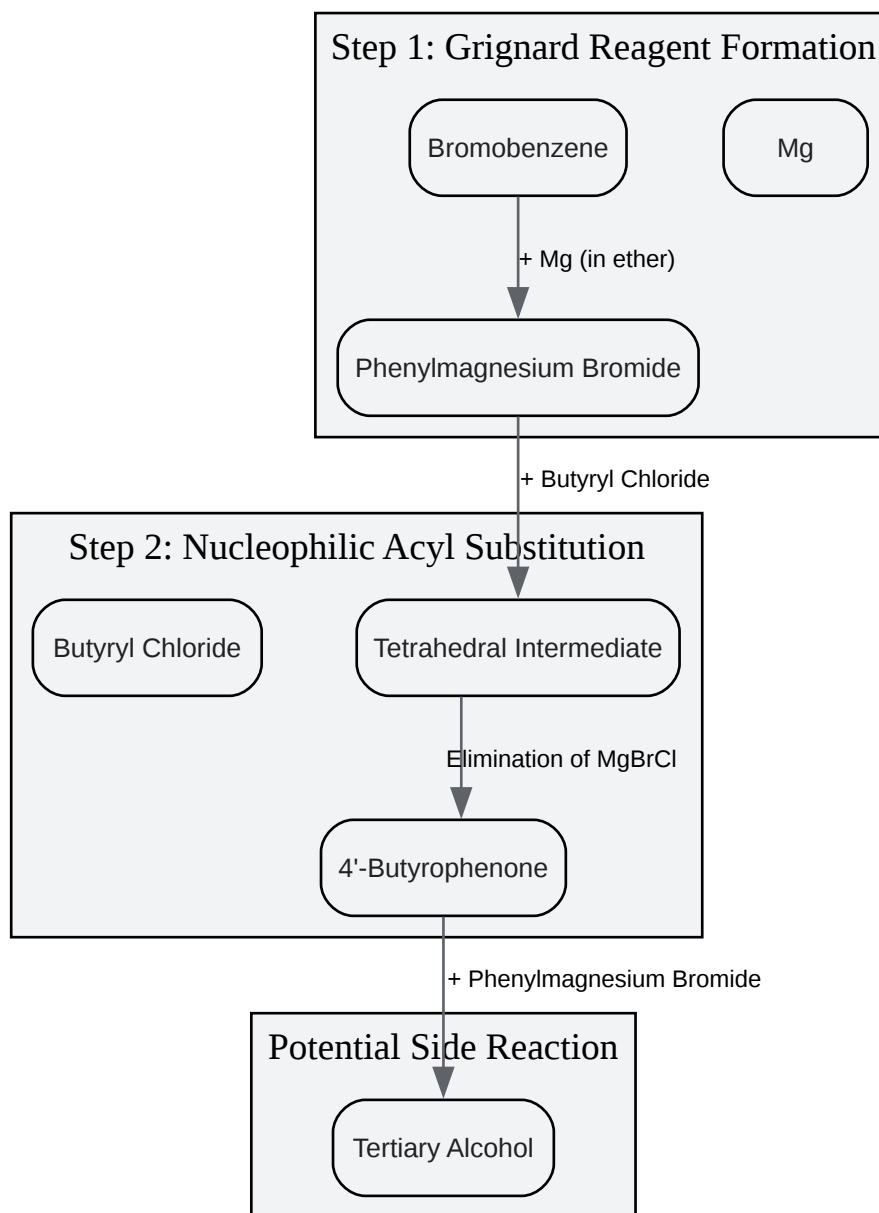 Step 1: Grignard Reagent Formation
Bromobenzene
Mg
+ Mg (in ether)
Phenylmagnesium Bromide
+ Butyryl Chloride
Step 2: Nucleophilic Acyl Substitution
Butyryl Chloride
Tetrahedral Intermediate
Elimination of MgBrCl
4'-Butyrophenone
+ Phenylmagnesium Bromide
Potential Side Reaction
Tertiary Alcohol